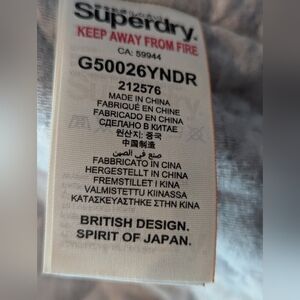 Superdry.
KEEP AWAY FROM FIRE
CA: 59944
G50026YNDR
212576
MADE IN CHINA
FABRIQUÉ EN CHINE
FABRICADO EN CHINA
СДЕЛАНО В КИТАЕ
원산지: 중국
中国制造
صنع في الصين
FABBRICATO IN CINA
HERGESTELLT IN CHINA
FREMSTILLET I KINA
VALMISTETTU KIINASSA
ΚΑΤΑΣΚΕΥΑΣΤΗΚΕ ΣΤΗΝ ΚΙΝΑ
BRITISH DESIGN.
SPIRIT OF JAPAN.